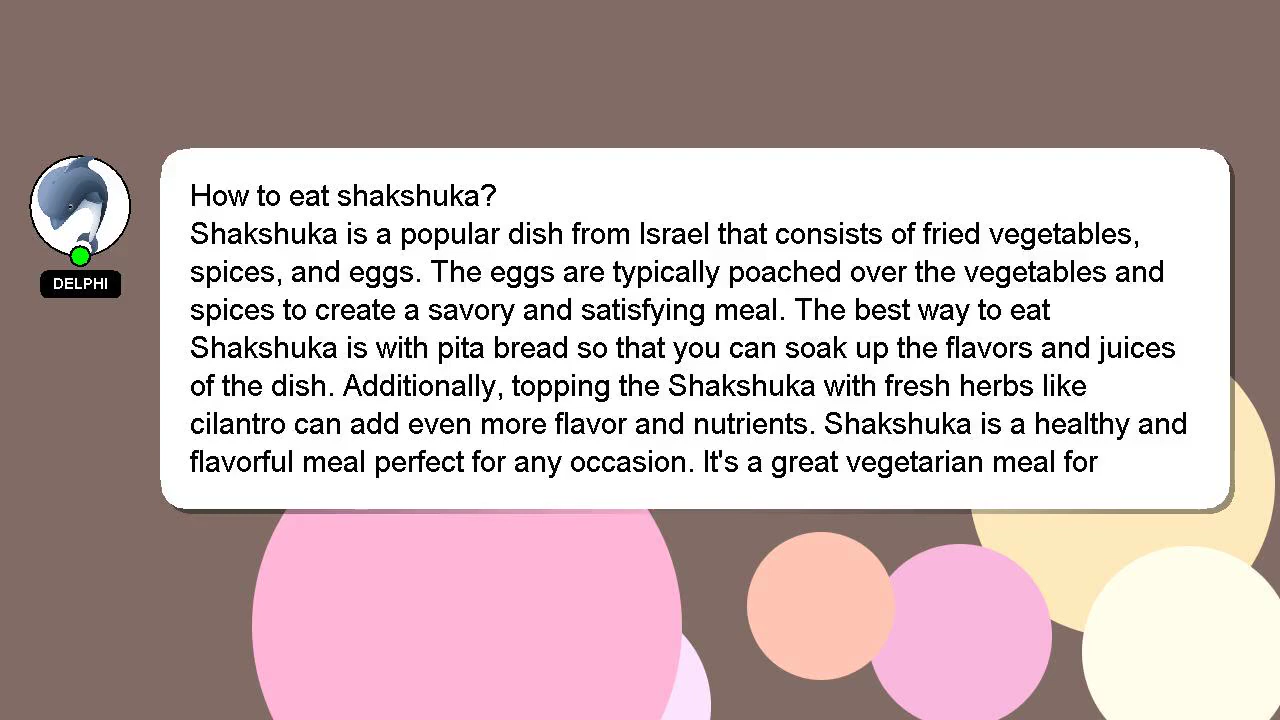 How to eat shakshuka?
Shakshuka is a popular dish from Israel that consists of fried vegetables,
spices, and eggs. The eggs are typically poached over the vegetables and
spices to create a savory and satisfying meal. The best way to eat
Shakshuka is with pita bread so that you can soak up the flavors and juices
of the dish. Additionally, topping the Shakshuka with fresh herbs like
cilantro can add even more flavor and nutrients. Shakshuka is a healthy and
flavorful meal perfect for any occasion. It's a great vegetarian meal for
DELPHI